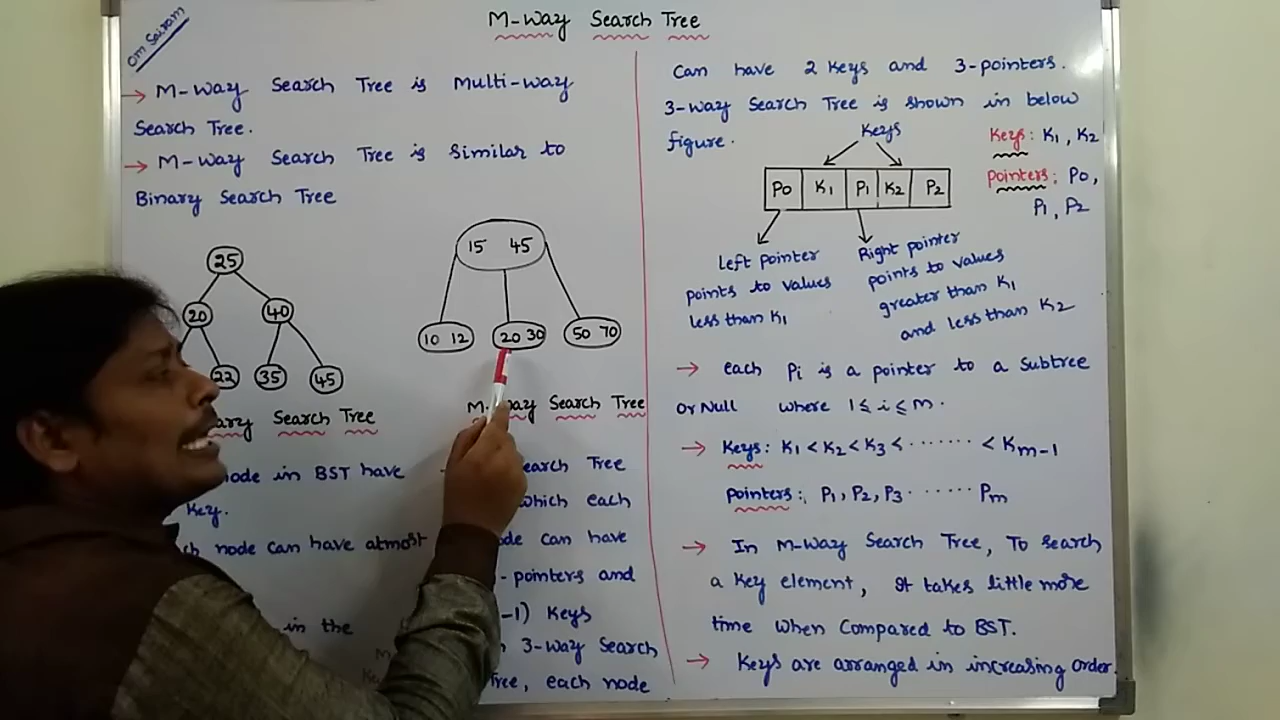 M-Way Search Tree
Om Sairam
→ M-Way Search Tree is Multi-way
Search Tree.
→ M-Way Search Tree is similar to
Binary Search Tree
25
20 40
22 35 45
15 45
10 12 20 30 50 70
Search Tree
M-Way Search Tree
node in BST have
Key.
node can have atmost
in the
Search Tree
which each
can have
-pointers and
-1) Keys
3-way Search
Tree, each node
Can have 2 Keys and 3-pointers.
3-way Search Tree is shown in below
figure.
Keys
P0 K1 P1 K2 P2
Keys: K1, K2
Pointers: P0,
P1, P2
Left pointer
points to values
less than K1
Right pointer
points to values
greater than K1
and less than K2
→ each Pi is a pointer to a Subtree
Or Null where 1 ≤ i ≤ m.
→ Keys: K1 < K2 < K3 < ........ < Km-1
pointers: P1, P2, P3 ...... Pm
→ In M-Way Search Tree, To search
a Key element, It takes little more
time when Compared to BST.
→ Keys are arranged in increasing order.